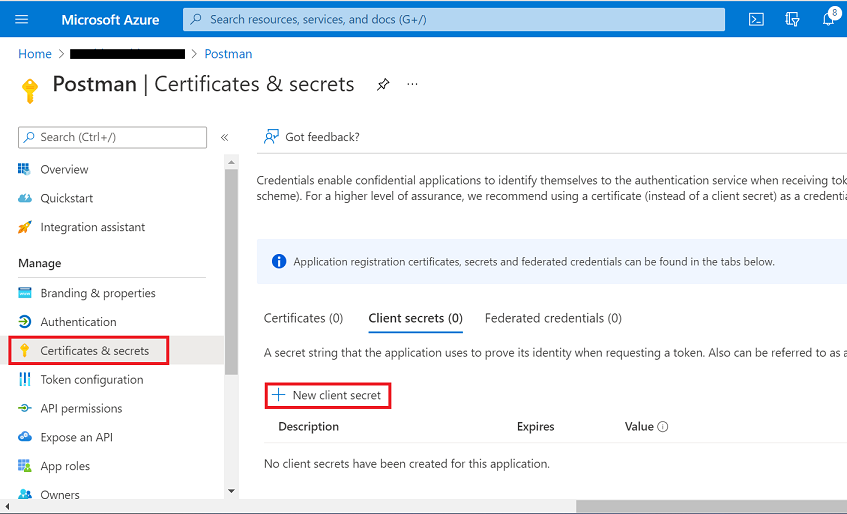 Microsoft Azure
Search resources, services, and docs (G+/)
8
Home > > Postman
Postman | Certificates & secrets
...
Search (Ctrl+/)
«
Overview
Quickstart
Integration assistant
Manage
Branding & properties
Authentication
Certificates & secrets
Token configuration
API permissions
Expose an API
App roles
Owners
Got feedback?
Credentials enable confidential applications to identify themselves to the authentication service when receiving tok
scheme). For a higher level of assurance, we recommend using a certificate (instead of a client secret) as a credentia
Application registration certificates, secrets and federated credentials can be found in the tabs below.
Certificates (0) Client secrets (0) Federated credentials (0)
A secret string that the application uses to prove its identity when requesting a token. Also can be referred to as a
+ New client secret
Description Expires Value
No client secrets have been created for this application.